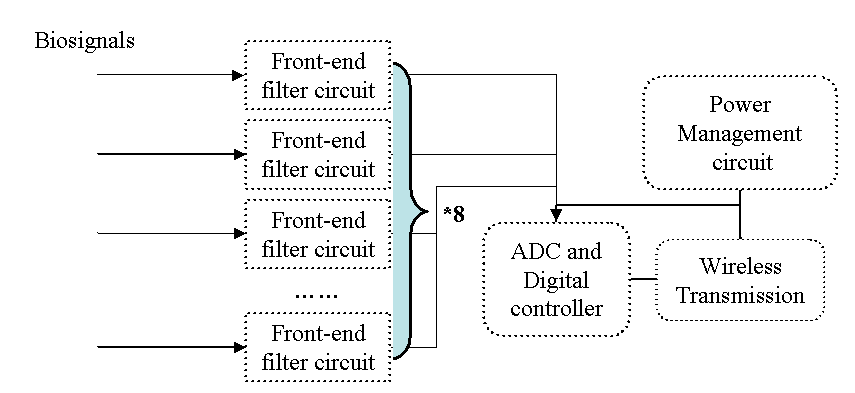 Biosignals
Front-end
filter circuit
Front-end
filter circuit
Front-end
filter circuit
……
Front-end
filter circuit
*8
Power
Management
circuit
ADC and
Digital
controller
Wireless
Transmission